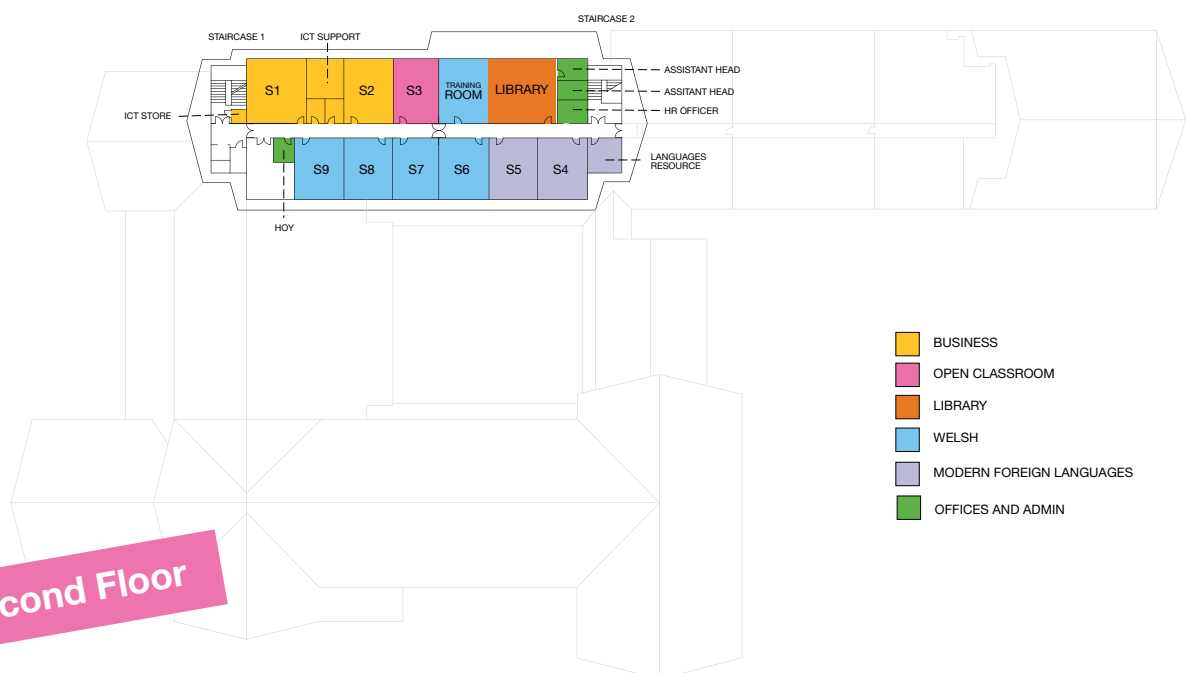 STAIRCASE 2
STAIRCASE 1
ICT SUPPORT
ASSISTANT HEAD
ASSITANT HEAD
HR OFFICER
ICT STORE
S1
S2
S3
TRAINING
ROOM
LIBRARY
LANGUAGES
RESOURCE
S9
S8
S7
S6
S5
S4
HOY
BUSINESS
OPEN CLASSROOM
LIBRARY
WELSH
MODERN FOREIGN LANGUAGES
OFFICES AND ADMIN
cond Floor